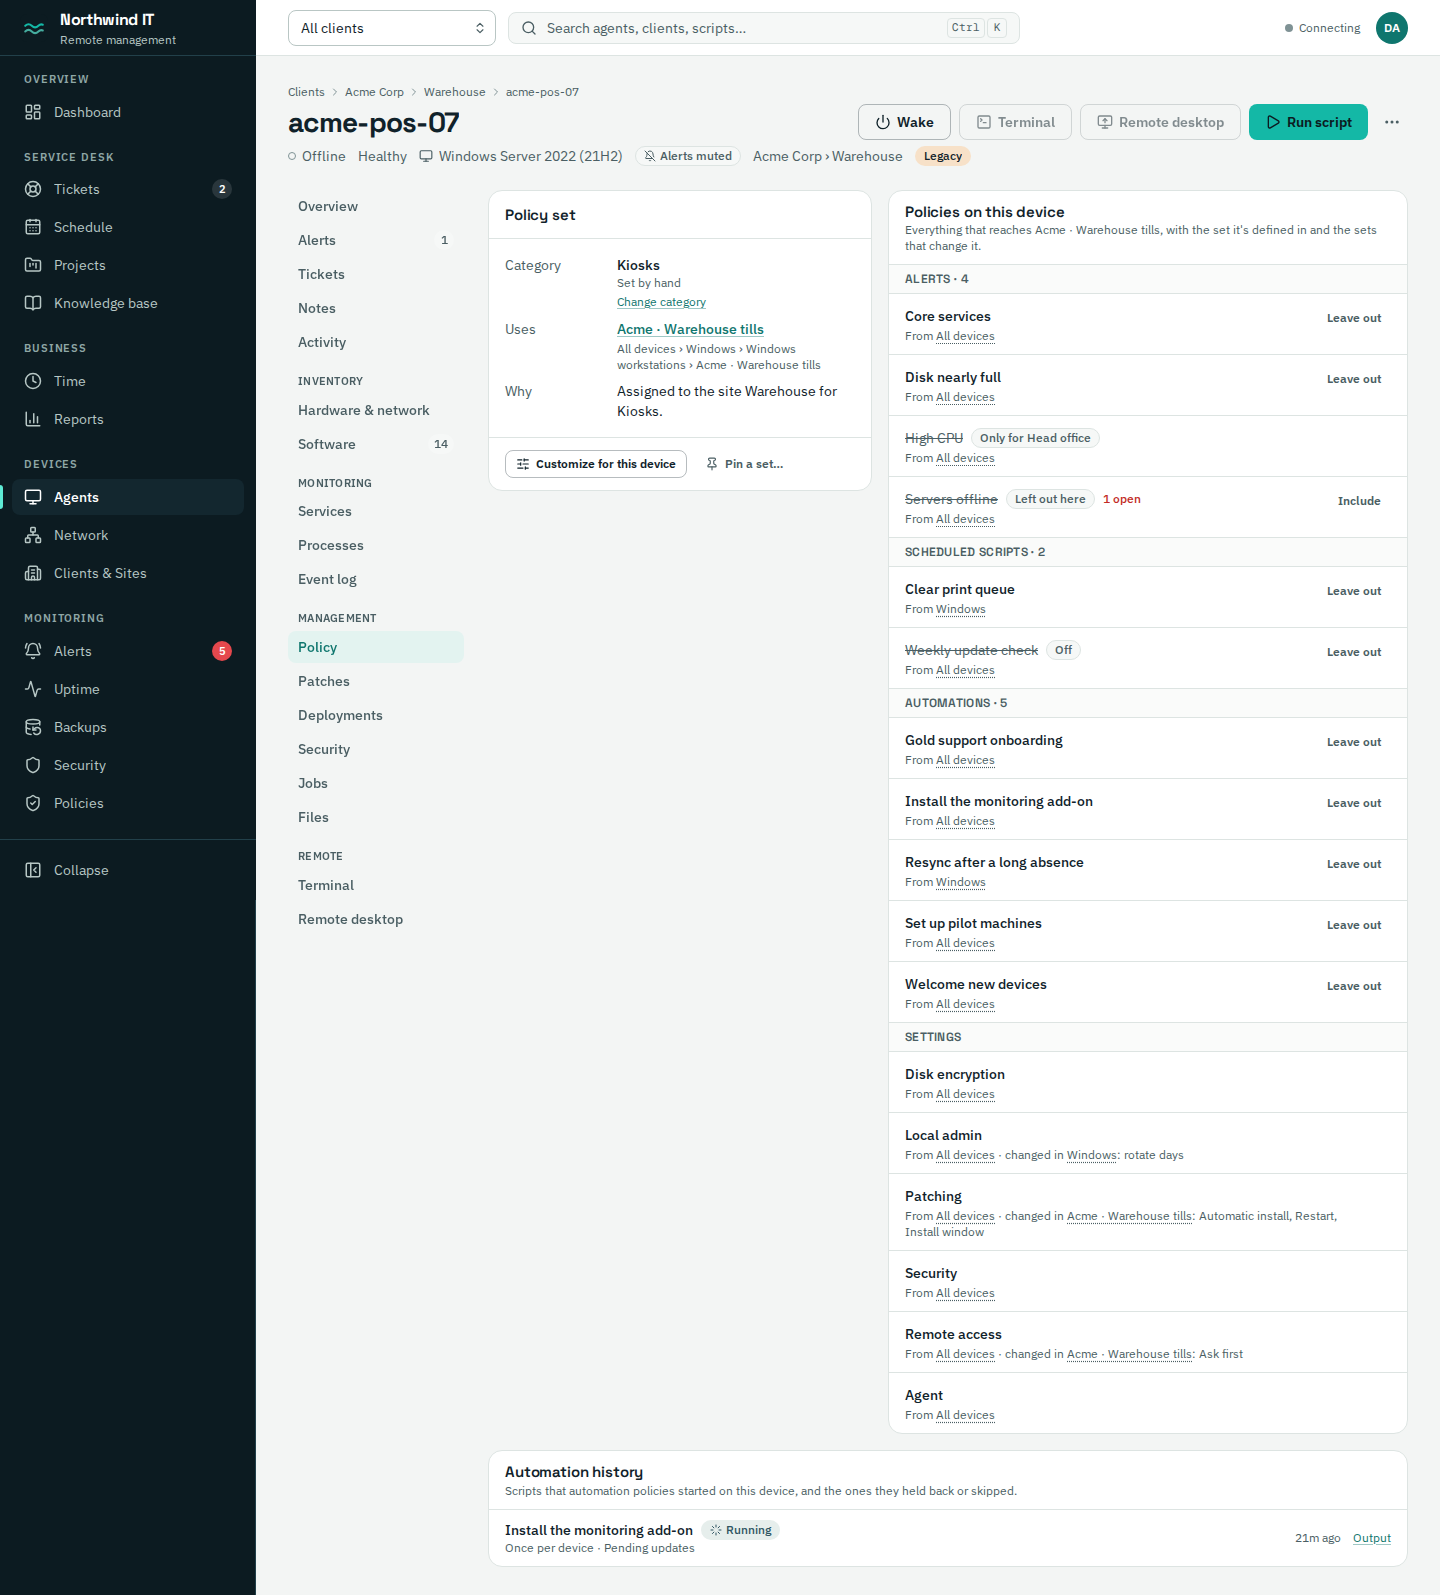 Northwind IT
Remote management
OVERVIEW
Dashboard
SERVICE DESK
Tickets
2
Schedule
Projects
Knowledge base
BUSINESS
Time
Reports
DEVICES
Agents
Network
Clients & Sites
MONITORING
Alerts
5
Uptime
Backups
Security
Policies
Collapse
All clients
Search agents, clients, scripts...
Ctrl K
Connecting
DA
Clients > Acme Corp > Warehouse > acme-pos-07
acme-pos-07
Wake
Terminal
Remote desktop
Run script
Offline
Healthy
Windows Server 2022 (21H2)
Alerts muted
Acme Corp › Warehouse
Legacy
Overview
Alerts
1
Tickets
Notes
Activity
INVENTORY
Hardware & network
Software
14
MONITORING
Services
Processes
Event log
MANAGEMENT
Policy
Patches
Deployments
Security
Jobs
Files
REMOTE
Terminal
Remote desktop
Policy set
Category
Kiosks
Set by hand
Change category
Uses
Acme · Warehouse tills
All devices › Windows › Windows
workstations › Acme · Warehouse tills
Why
Assigned to the site Warehouse for
Kiosks.
Customize for this device
Pin a set...
Policies on this device
Everything that reaches Acme · Warehouse tills, with the set it's defined in and the sets
that change it.
ALERTS · 4
Core services
From All devices
Leave out
Disk nearly full
From All devices
Leave out
High CPU
Only for Head office
From All devices
Servers offline
Left out here
1 open
From All devices
Include
SCHEDULED SCRIPTS · 2
Clear print queue
From Windows
Leave out
Weekly update check
Off
From All devices
Leave out
AUTOMATIONS · 5
Gold support onboarding
From All devices
Leave out
Install the monitoring add-on
From All devices
Leave out
Resync after a long absence
From Windows
Leave out
Set up pilot machines
From All devices
Leave out
Welcome new devices
From All devices
Leave out
SETTINGS
Disk encryption
From All devices
Local admin
From All devices · changed in Windows: rotate days
Patching
From All devices · changed in Acme · Warehouse tills: Automatic install, Restart,
Install window
Security
From All devices
Remote access
From All devices · changed in Acme · Warehouse tills: Ask first
Agent
From All devices
Automation history
Scripts that automation policies started on this device, and the ones they held back or skipped.
Install the monitoring add-on
Running
Once per device · Pending updates
21m ago
Output